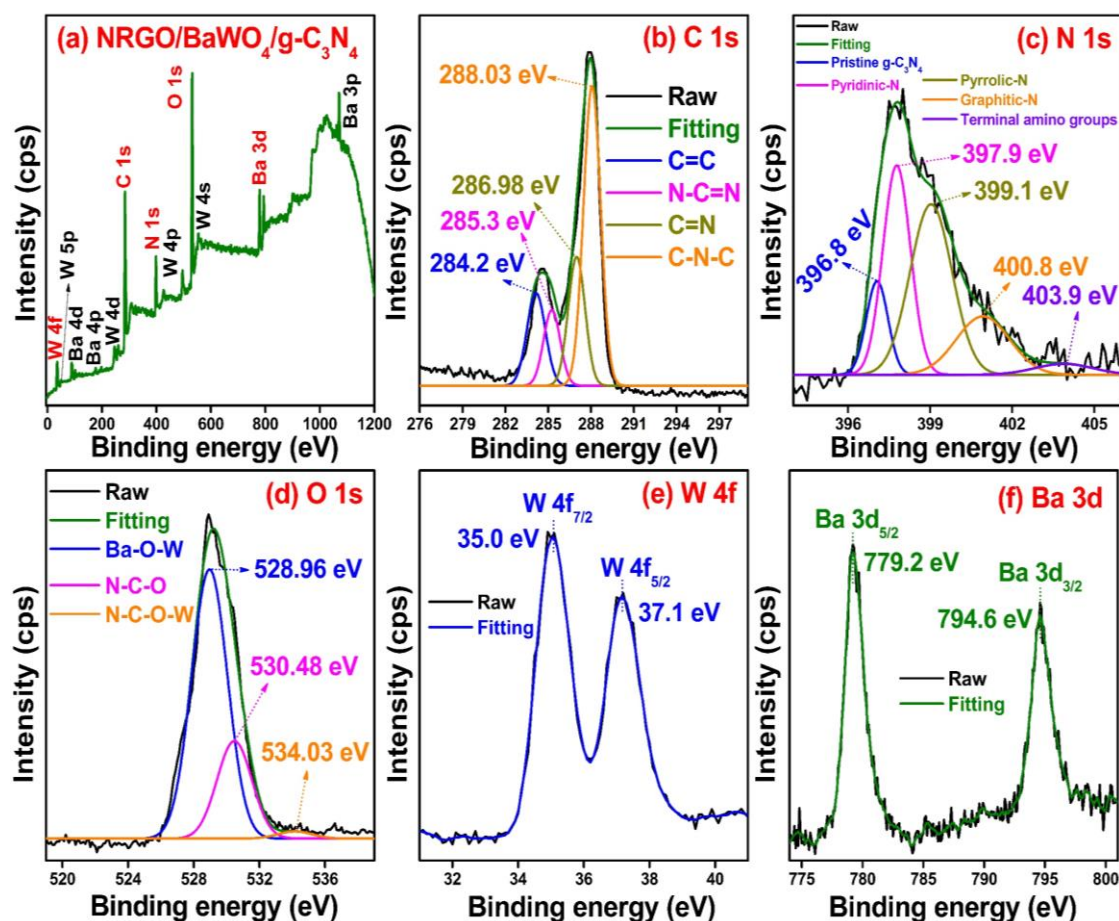 (a) NRGO/BaWO₄/g-C₃N₄
Intensity (cps)
W 4f
W 5p
Ba 4d
Ba 4p
W 4d
C 1s
N 1s
W 4p
O 1s
W 4s
Ba 3d
Ba 3p
0 200 400 600 800 1000 1200
Binding energy (eV)
(b) C 1s
Intensity (cps)
288.03 eV
286.98 eV
285.3 eV
284.2 eV
Raw
Fitting
C=C
N-C=N
C=N
C-N-C
276 279 282 285 288 291 294 297
Binding energy (eV)
(c) N 1s
Intensity (cps)
Raw
Fitting
Pristine g-C₃N₄
Pyridinic-N
Pyrrolic-N
Graphitic-N
Terminal amino groups
396.8 eV
397.9 eV
399.1 eV
400.8 eV
403.9 eV
396 399 402 405
Binding energy (eV)
(d) O 1s
Intensity (cps)
Raw
Fitting
Ba-O-W
N-C-O
N-C-O-W
528.96 eV
530.48 eV
534.03 eV
520 524 528 532 536
Binding energy (eV)
(e) W 4f
Intensity (cps)
W 4f₇/₂
35.0 eV
W 4f₅/₂
37.1 eV
Raw
Fitting
32 34 36 38 40
Binding energy (eV)
(f) Ba 3d
Intensity (cps)
Ba 3d₅/₂
779.2 eV
Ba 3d₃/₂
794.6 eV
Raw
Fitting
775 780 785 790 795 800
Binding energy (eV)